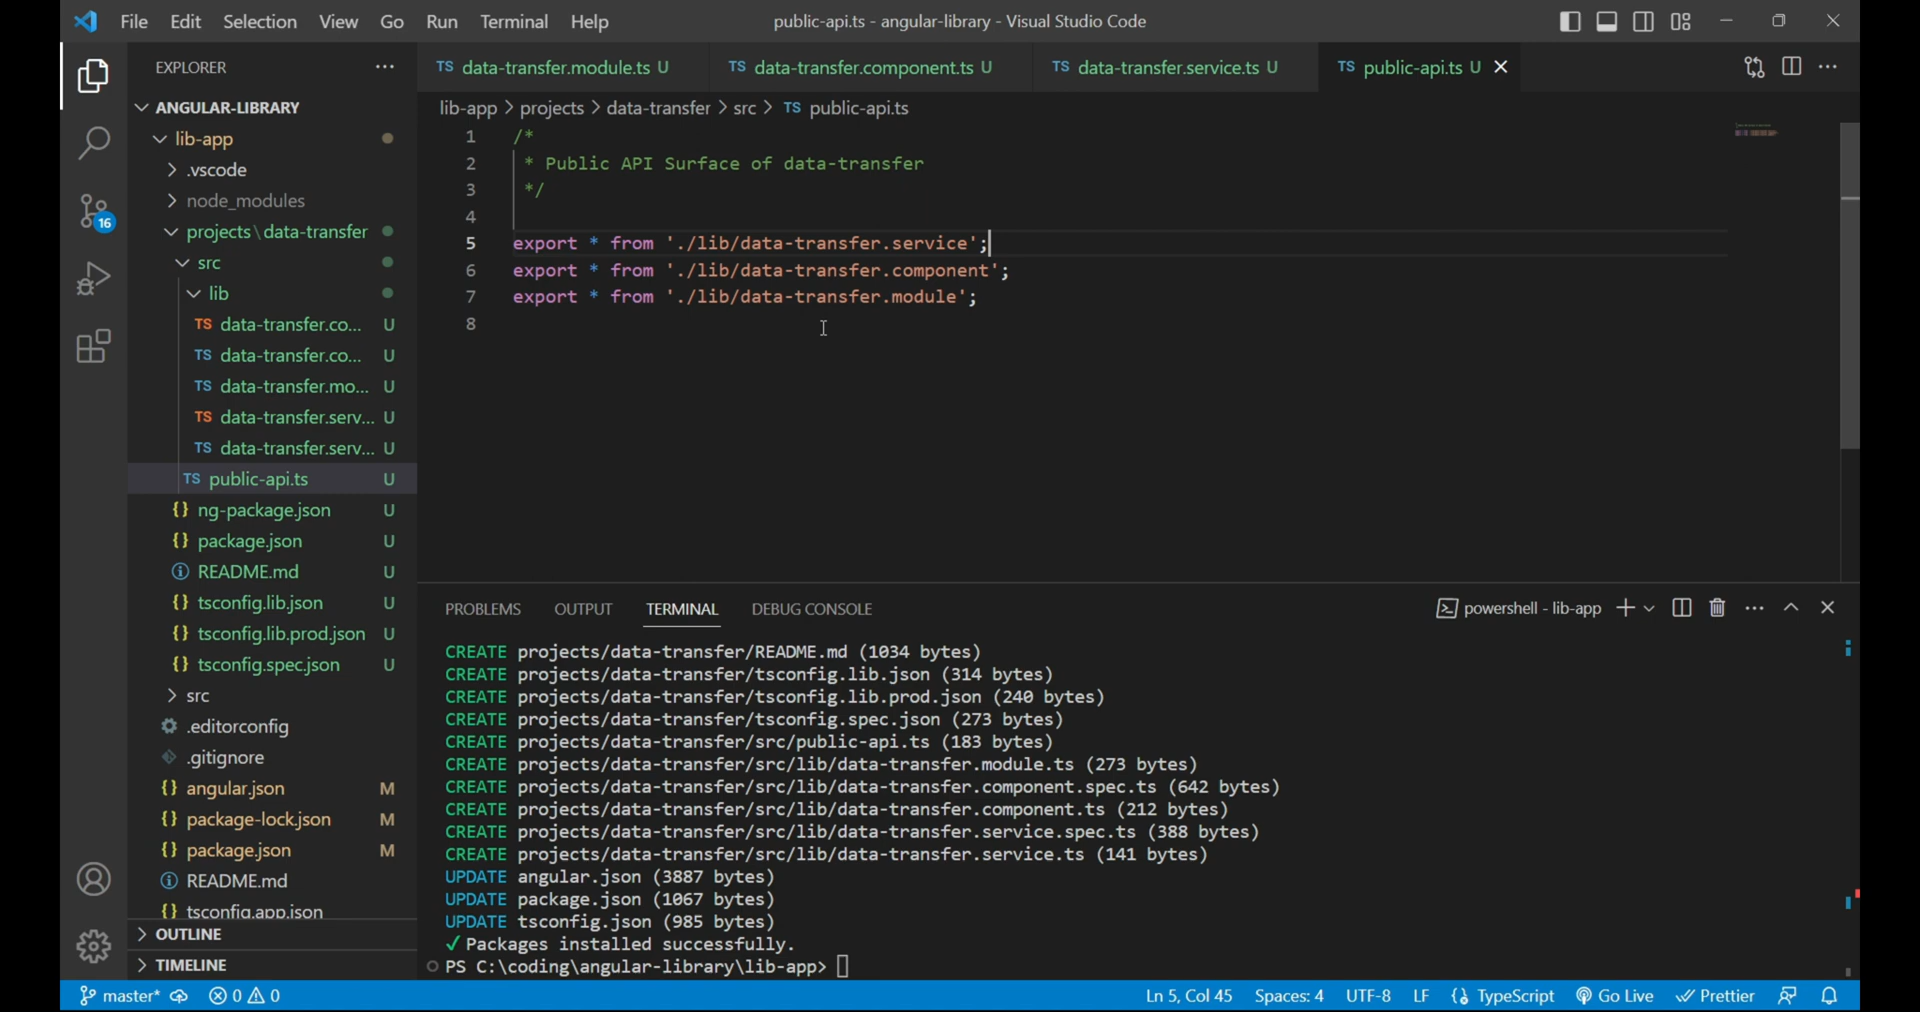 File Edit Selection View Go Run Terminal Help
public-api.ts - angular-library - Visual Studio Code
EXPLORER
ANGULAR-LIBRARY
lib-app
.vscode
node_modules
projects\data-transfer
src
lib
TS data-transfer.co... U
TS data-transfer.co... U
TS data-transfer.mo... U
TS data-transfer.serv... U
TS data-transfer.serv... U
TS public-api.ts U
{} ng-package.json U
{} package.json U
README.md U
{} tsconfig.lib.json U
{} tsconfig.lib.prod.json U
{} tsconfig.spec.json U
src
.editorconfig
.gitignore
{} angular.json M
{} package-lock.json M
{} package.json M
README.md
{} tsconfig.app.json
OUTLINE
TIMELINE
16
TS data-transfer.module.ts U TS data-transfer.component.ts U TS data-transfer.service.ts U TS public-api.ts U
lib-app > projects > data-transfer > src > TS public-api.ts
1 /*
2 * Public API Surface of data-transfer
3 */
4
5 export * from './lib/data-transfer.service';
6 export * from './lib/data-transfer.component';
7 export * from './lib/data-transfer.module';
8
PROBLEMS OUTPUT TERMINAL DEBUG CONSOLE
powershell - lib-app
CREATE projects/data-transfer/README.md (1034 bytes)
CREATE projects/data-transfer/tsconfig.lib.json (314 bytes)
CREATE projects/data-transfer/tsconfig.lib.prod.json (240 bytes)
CREATE projects/data-transfer/tsconfig.spec.json (273 bytes)
CREATE projects/data-transfer/src/public-api.ts (183 bytes)
CREATE projects/data-transfer/src/lib/data-transfer.module.ts (273 bytes)
CREATE projects/data-transfer/src/lib/data-transfer.component.spec.ts (642 bytes)
CREATE projects/data-transfer/src/lib/data-transfer.component.ts (212 bytes)
CREATE projects/data-transfer/src/lib/data-transfer.service.spec.ts (388 bytes)
CREATE projects/data-transfer/src/lib/data-transfer.service.ts (141 bytes)
UPDATE angular.json (3887 bytes)
UPDATE package.json (1067 bytes)
UPDATE tsconfig.json (985 bytes)
✓ Packages installed successfully.
PS C:\coding\angular-library\lib-app>
master* 0 0
Ln 5, Col 45 Spaces: 4 UTF-8 LF TypeScript Go Live Prettier